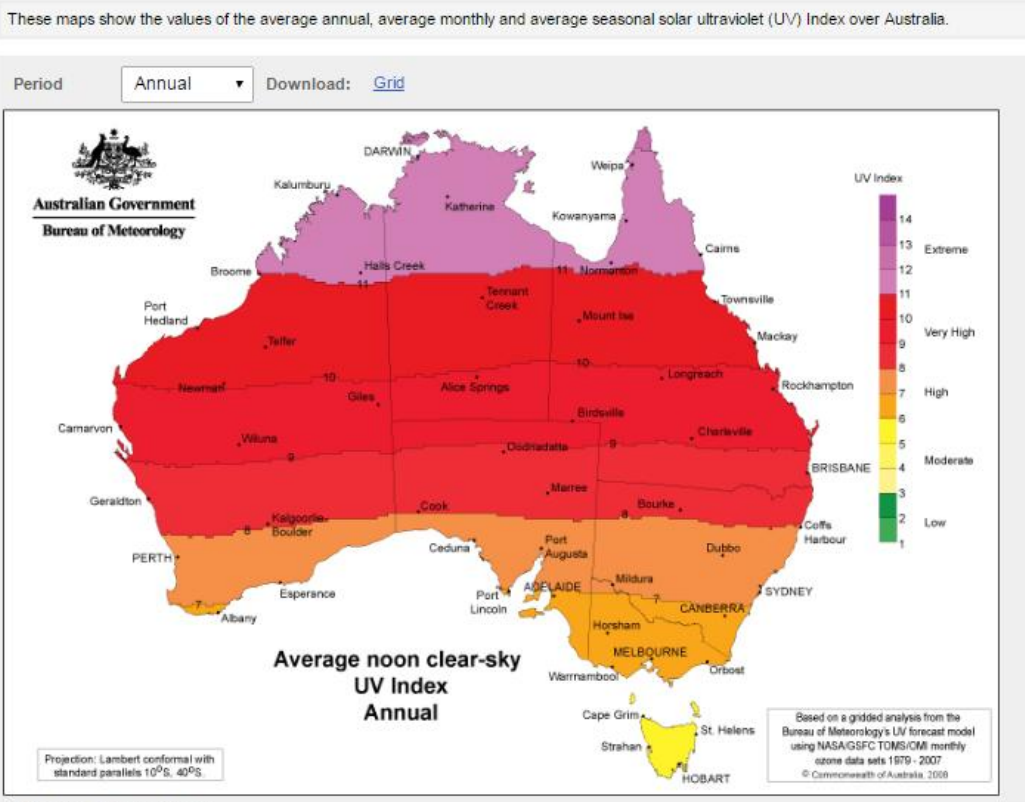 These maps show the values of the average annual, average monthly and average seasonal solar ultraviolet (UV) Index over Australia.
Period Annual Download: Grid
Australian Government
Bureau of Meteorology
DARWIN
Kalumburu
Katherine
Weipa
Kowanyama
Cairns
11
Broome
Halls Creek
11
11
Normanton
Port
Hedland
Telfer
Tennant
Creek
Mount Isa
Townsville
Mackay
Newman
10
Giles
Alice Springs
10
Longreach
Rockhampton
Carnarvon
Wiluna
9
Birdsville
Oodnadatta
9
Charleville
BRISBANE
Geraldton
Marree
Bourke
Cook
8
Kalgoorlie-
Boulder
8
Coffs
Harbour
PERTH
Ceduna
Port
Augusta
Dubbo
Esperance
Port
Lincoln
ADELAIDE
Mildura
7
SYDNEY
CANBERRA
7
Albany
Horsham
MELBOURNE
Warrnambool
Orbost
Cape Grim
St. Helens
Strahan
HOBART
UV Index
14
13
Extreme
12
11
10
Very High
9
8
High
7
6
5
Moderate
4
3
2
Low
1
Average noon clear-sky
UV Index
Annual
Projection: Lambert conformal with
standard parallels 10ºS, 40ºS.
Based on a gridded analysis from the
Bureau of Meteorology's UV forecast model
using NASA/GSFC TOMS/OMI monthly
ozone data sets 1979 - 2007
© Commonwealth of Australia, 2008